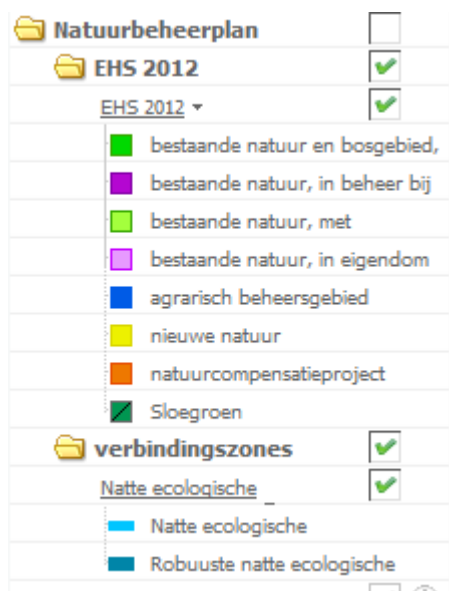 Natuurbeheerplan
EHS 2012
EHS 2012
bestaande natuur en bosgebied,
bestaande natuur, in beheer bij
bestaande natuur, met
bestaande natuur, in eigendom
agrarisch beheersgebied
nieuwe natuur
natuurcompensatieproject
Sloegroen
verbindingszones
Natte ecologische
Natte ecologische
Robuuste natte ecologische